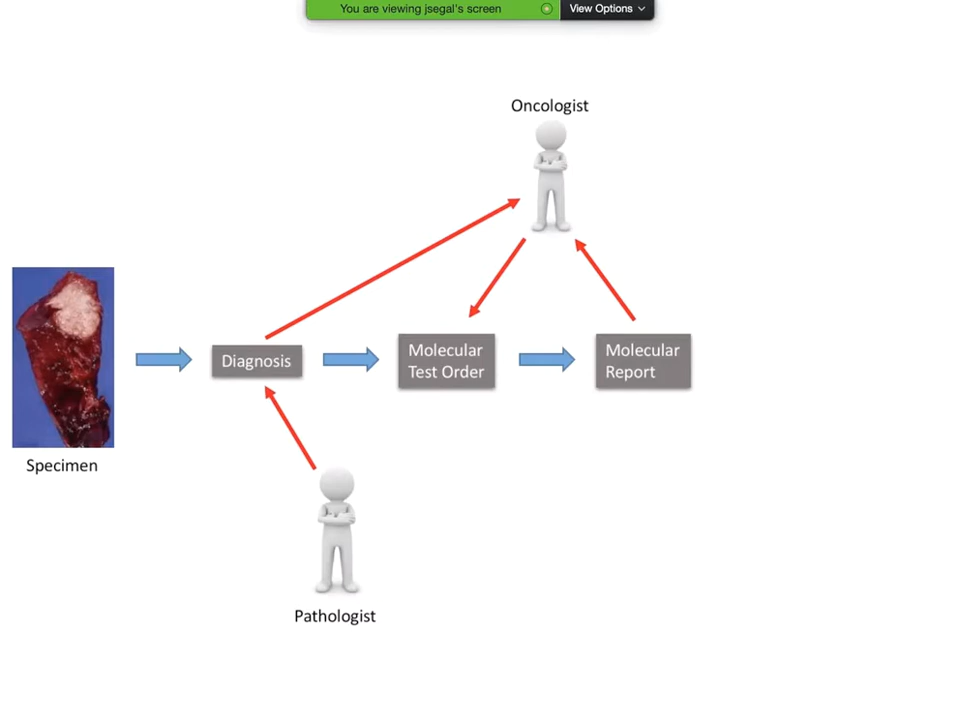 You are viewing jsegal's screen
View Options
Oncologist
Diagnosis
Molecular
Test Order
Molecular
Report
Specimen
Pathologist